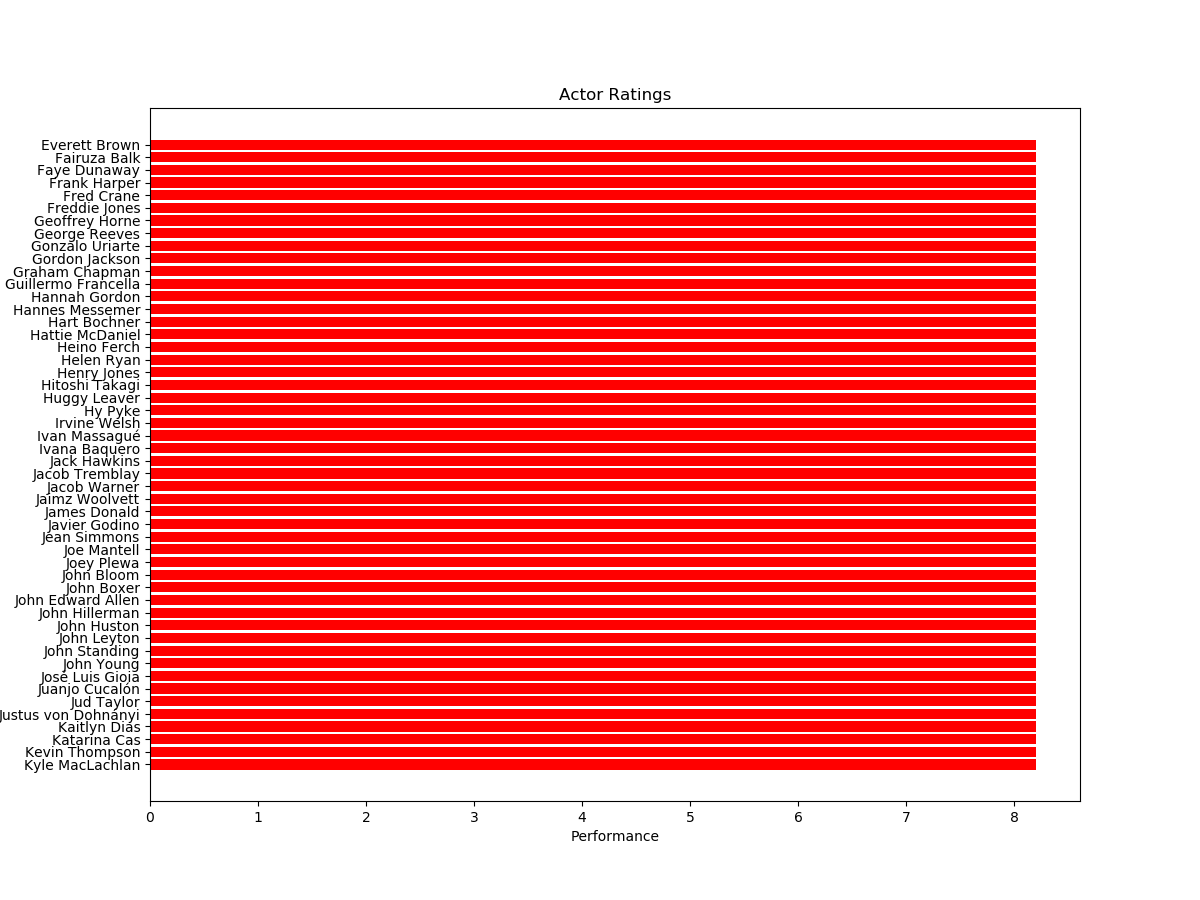 Actor Ratings
Everett Brown
Fairuza Balk
Faye Dunaway
Frank Harper
Fred Crane
Freddie Jones
Geoffrey Horne
George Reeves
Gonzalo Uriarte
Gordon Jackson
Graham Chapman
Guillermo Francella
Hannah Gordon
Hannes Messemer
Hart Bochner
Hattie McDaniel
Heino Ferch
Helen Ryan
Henry Jones
Hitoshi Takagi
Huggy Leaver
Hy Pyke
Irvine Welsh
Ivan Massagué
Ivana Baquero
Jack Hawkins
Jacob Tremblay
Jacob Warner
Jaimz Woolvett
James Donald
Javier Godino
Jean Simmons
Joe Mantell
Joey Plewa
John Bloom
John Boxer
John Edward Allen
John Hillerman
John Huston
John Leyton
John Standing
John Young
José Luis Gioia
Juanjo Cucalón
Jud Taylor
Justus von Dohnányi
Kaitlyn Dias
Katarina Cas
Kevin Thompson
Kyle MacLachlan
0 1 2 3 4 5 6 7 8
Performance